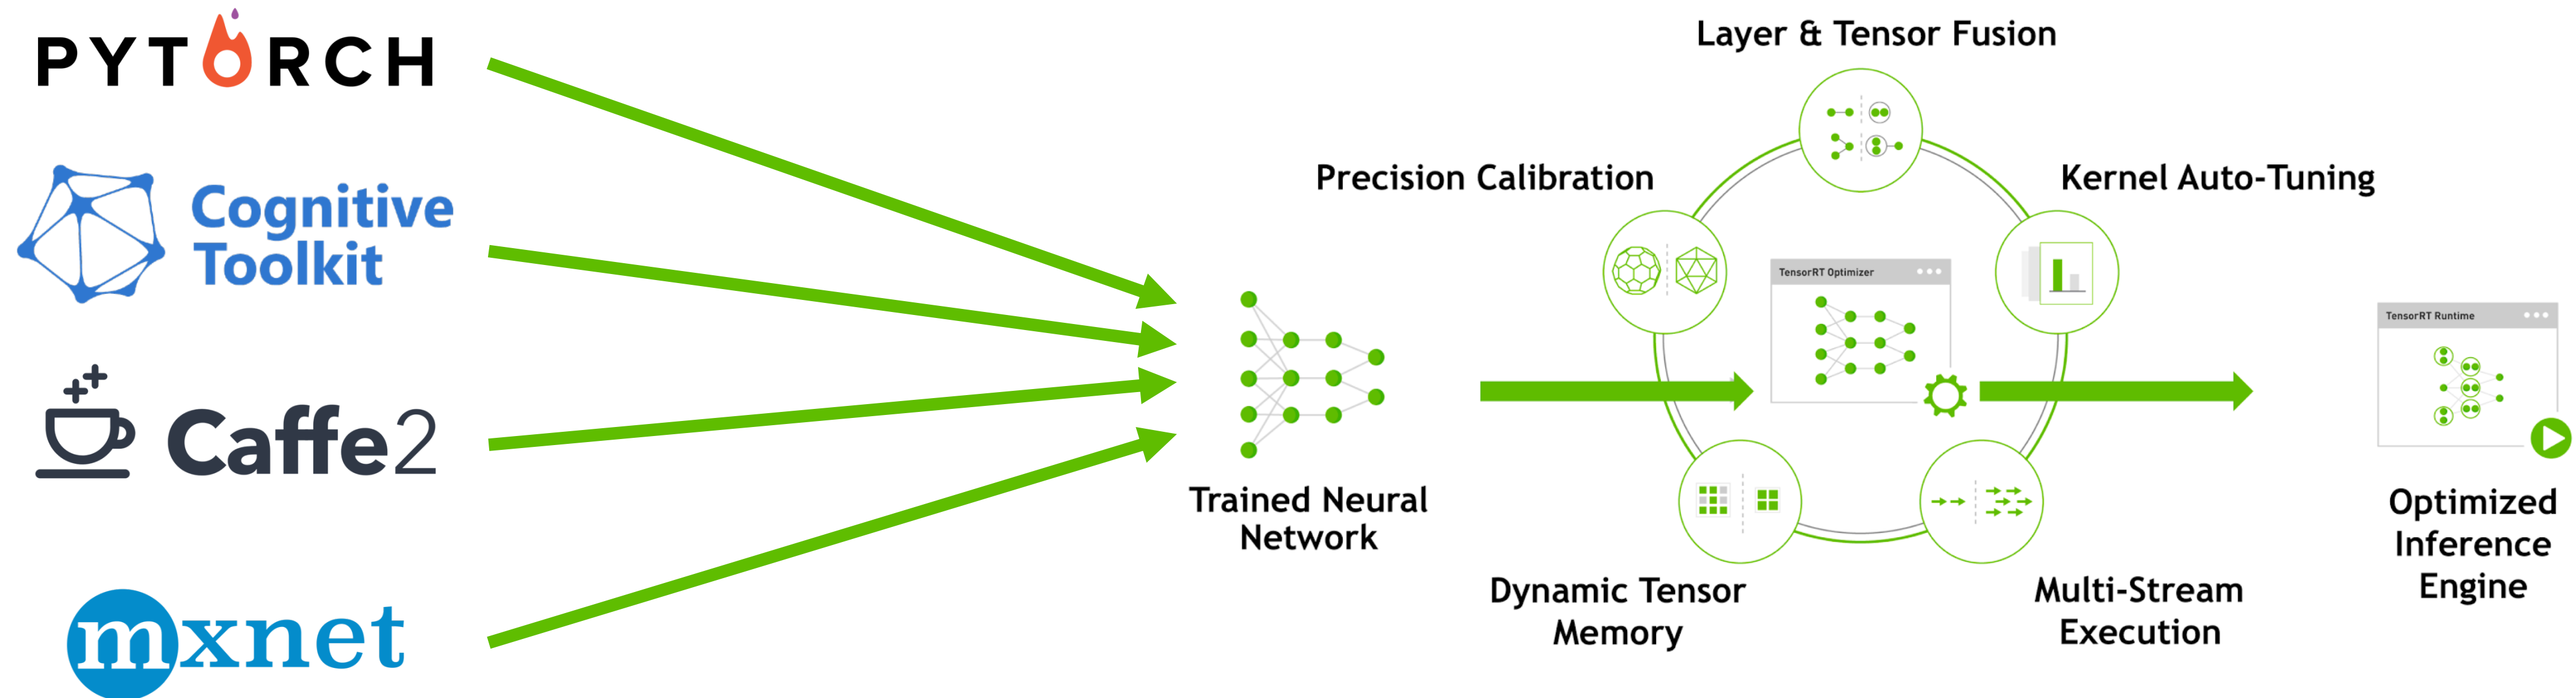 PYTORCH
Cognitive
Toolkit
Caffe2
mxnet
Trained Neural
Network
Layer & Tensor Fusion
Precision Calibration
Kernel Auto-Tuning
TensorRT Optimizer
Dynamic Tensor
Memory
Multi-Stream
Execution
TensorRT Runtime
Optimized
Inference
Engine